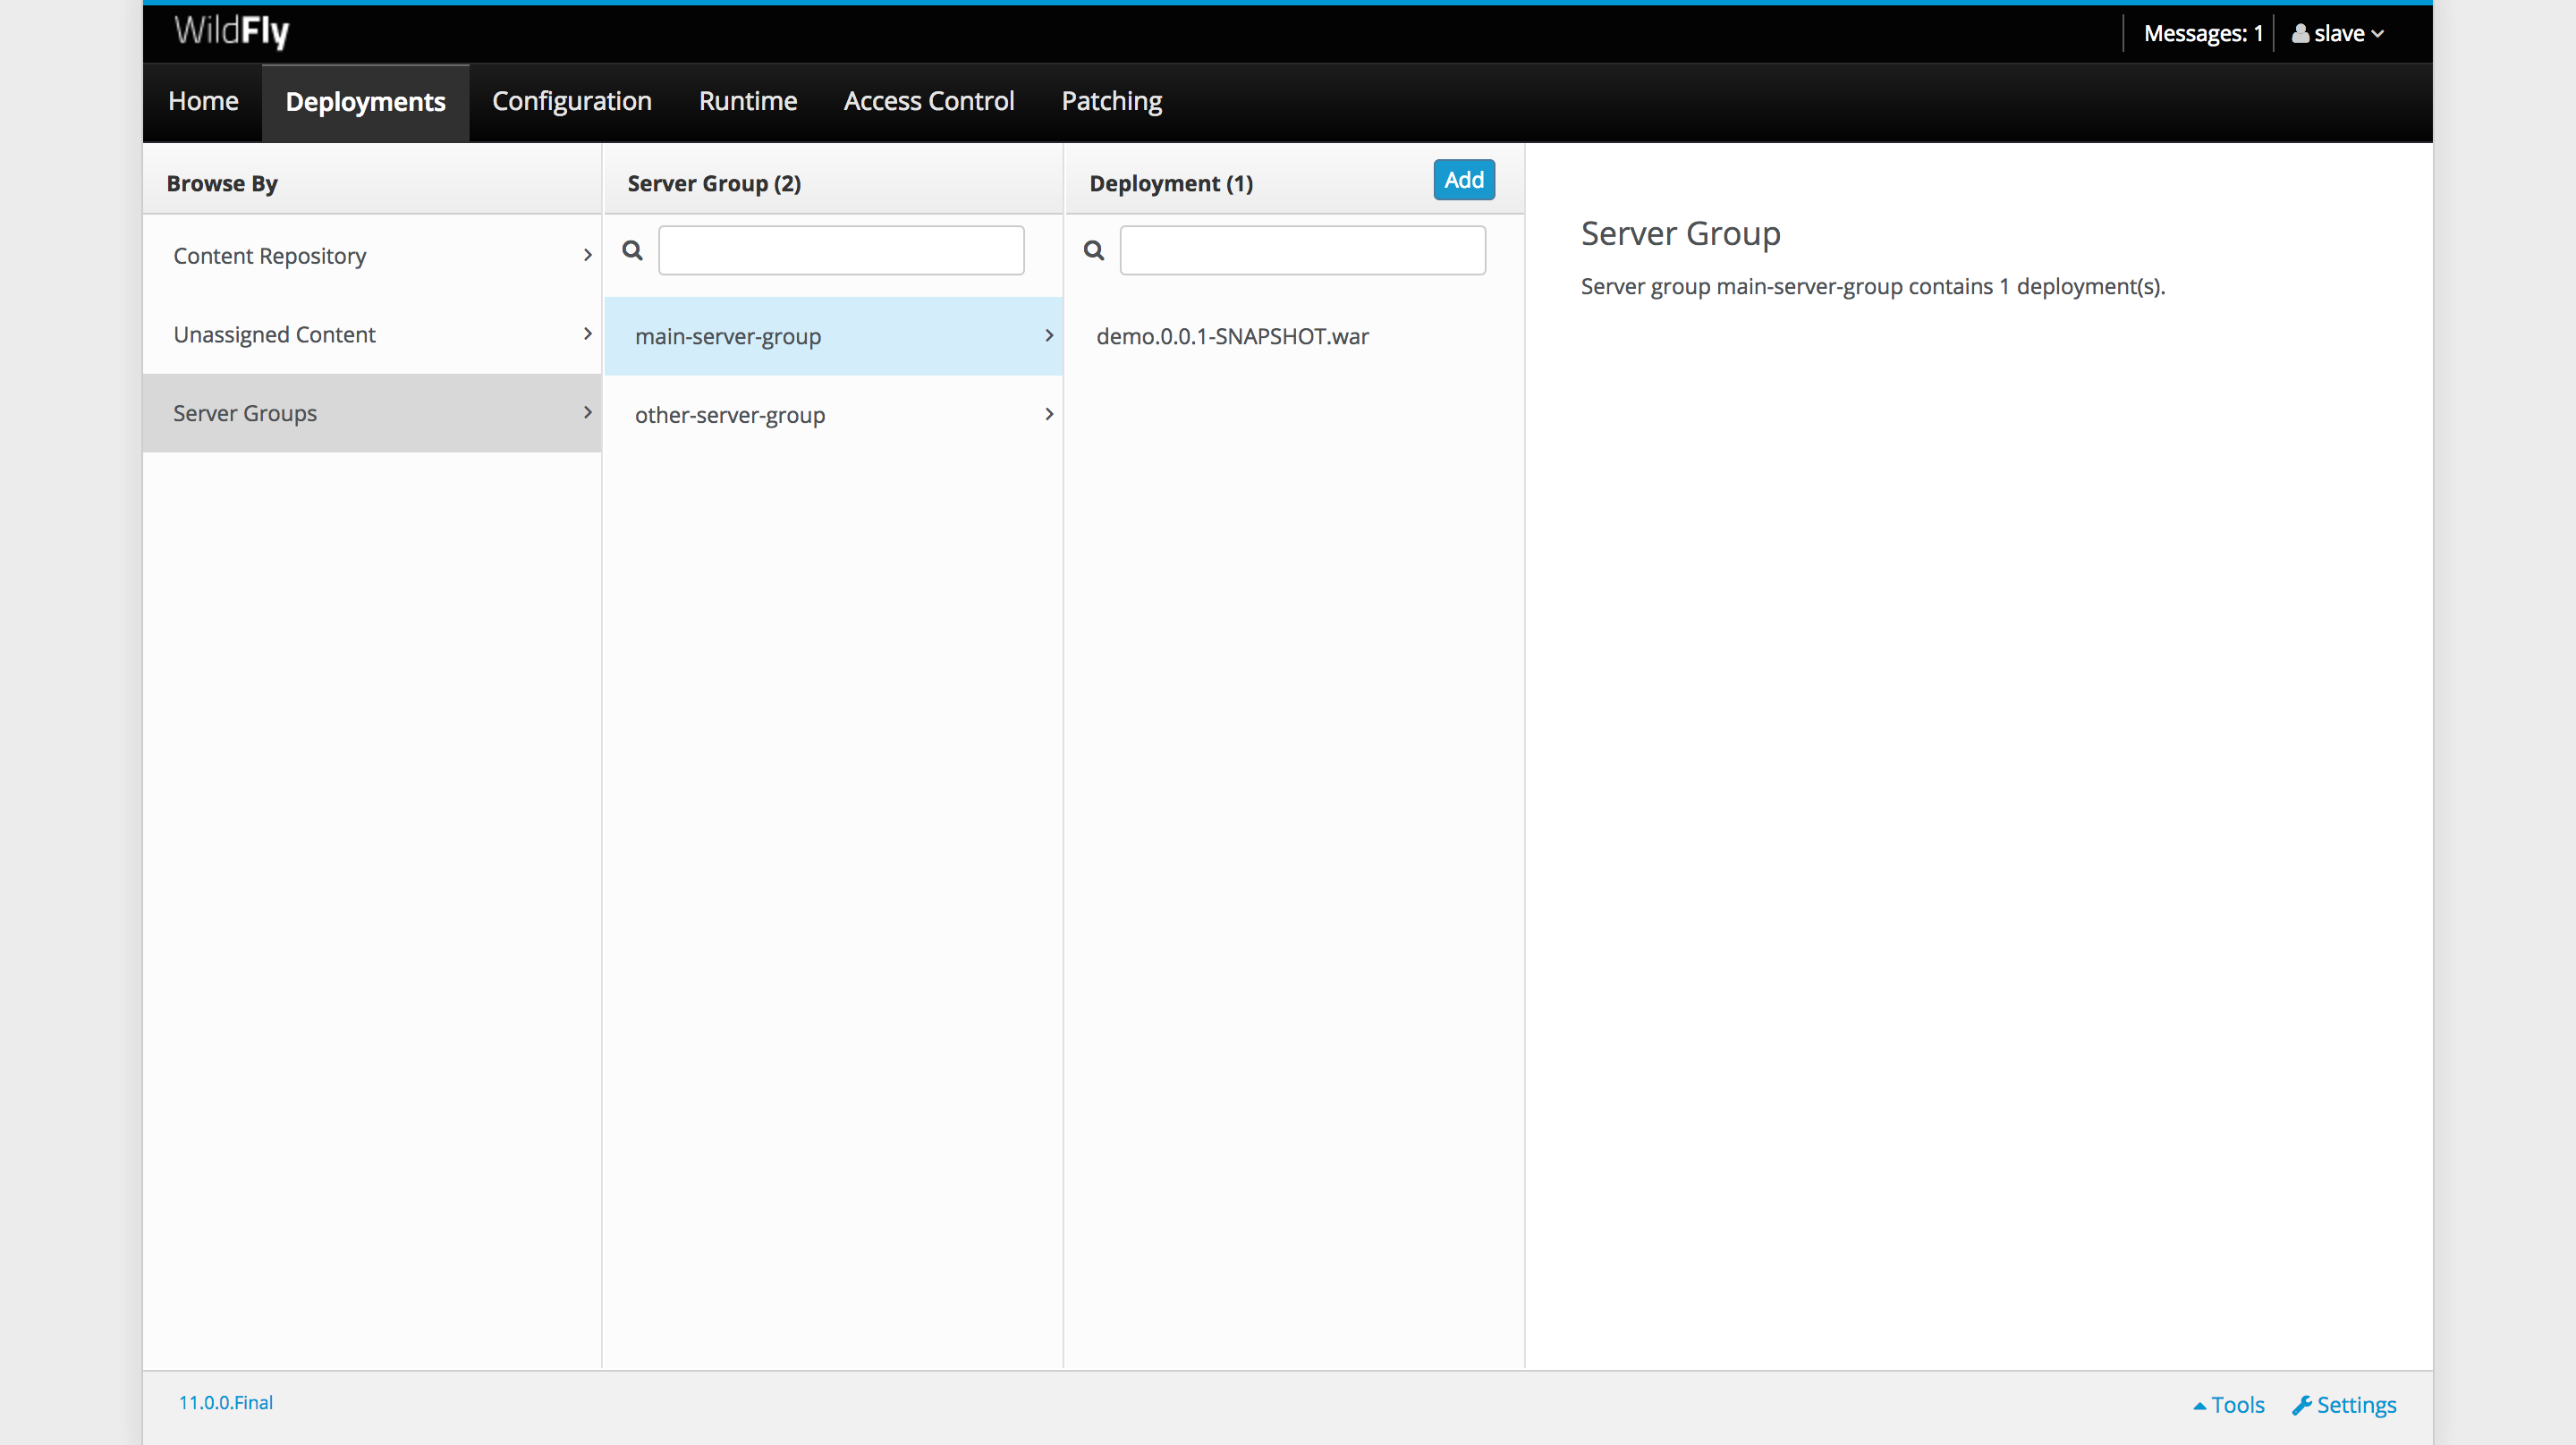 WildFly
Messages: 1
slave
Home Deployments Configuration Runtime Access Control Patching
Browse By
Content Repository
Unassigned Content
Server Groups
Server Group (2)
main-server-group
other-server-group
Deployment (1)
Add
demo.0.0.1-SNAPSHOT.war
Server Group
Server group main-server-group contains 1 deployment(s).
11.0.0.Final
Tools
Settings